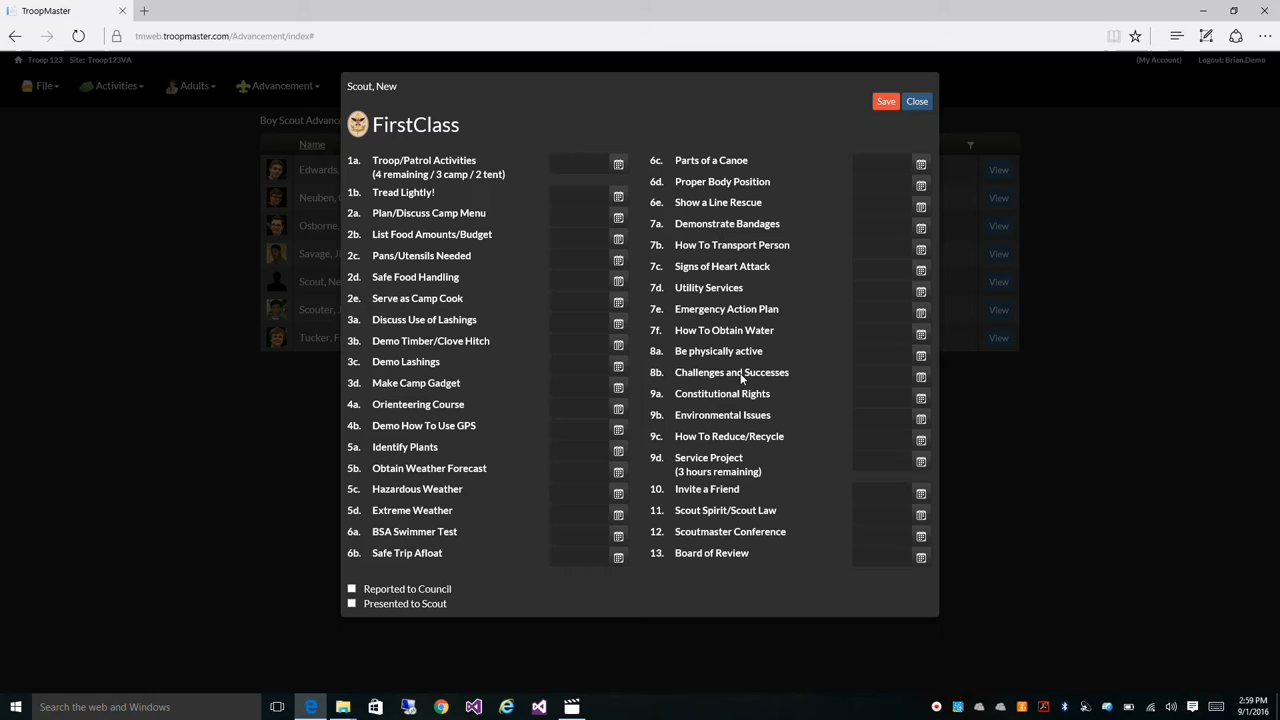 TroopMaster
tmweb.troopmaster.com/Advancement/index#
Troop 123 Site: Troop123VA
(My Account) Logout: Brian.Demo
File Activities Adults Advancement
Boy Scout Advanc
Name
Edwards,
View
Neuben,
View
Osborne,
View
Savage, J
View
Scout, Ne
View
Scouter, J
View
Tucker, F
View
Scout, New
Save Close
FirstClass
1a. Troop/Patrol Activities
(4 remaining / 3 camp / 2 tent)
1b. Tread Lightly!
2a. Plan/Discuss Camp Menu
2b. List Food Amounts/Budget
2c. Pans/Utensils Needed
2d. Safe Food Handling
2e. Serve as Camp Cook
3a. Discuss Use of Lashings
3b. Demo Timber/Clove Hitch
3c. Demo Lashings
3d. Make Camp Gadget
4a. Orienteering Course
4b. Demo How To Use GPS
5a. Identify Plants
5b. Obtain Weather Forecast
5c. Hazardous Weather
5d. Extreme Weather
6a. BSA Swimmer Test
6b. Safe Trip Afloat
6c. Parts of a Canoe
6d. Proper Body Position
6e. Show a Line Rescue
7a. Demonstrate Bandages
7b. How To Transport Person
7c. Signs of Heart Attack
7d. Utility Services
7e. Emergency Action Plan
7f. How To Obtain Water
8a. Be physically active
8b. Challenges and Successes
9a. Constitutional Rights
9b. Environmental Issues
9c. How To Reduce/Recycle
9d. Service Project
(3 hours remaining)
10. Invite a Friend
11. Scout Spirit/Scout Law
12. Scoutmaster Conference
13. Board of Review
Reported to Council
Presented to Scout
Search the web and Windows
2:59 PM
9/1/2016